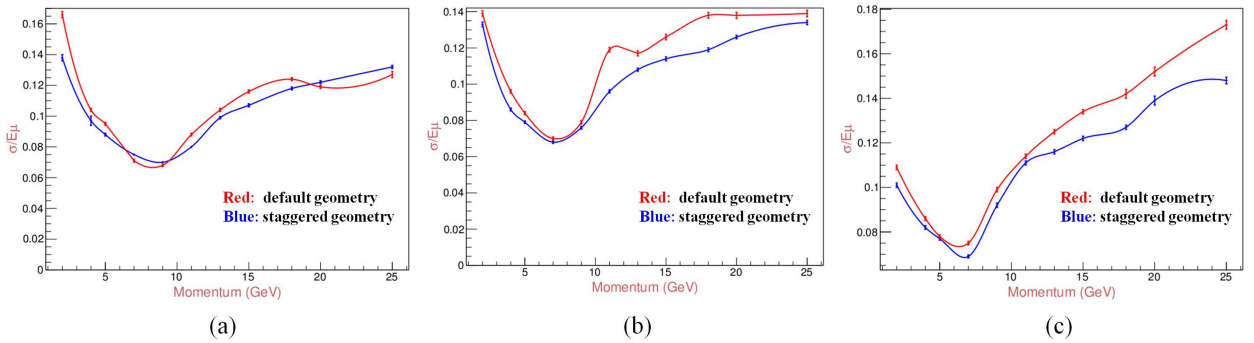 0.16
0.14
0.12
0.1
0.08
0.06
0.04
0.02
0
σ/Eμ
5 10 15 20 25
Momentum (GeV)
Red: default geometry
Blue: staggered geometry
(a)
0.14
0.12
0.1
0.08
0.06
0.04
0.02
0
σ/Eμ
5 10 15 20 25
Momentum (GeV)
Red: default geometry
Blue: staggered geometry
(b)
0.18
0.16
0.14
0.12
0.1
0.08
σ/Eμ
5 10 15 20 25
Momentum (GeV)
Red: default geometry
Blue: staggered geometry
(c)